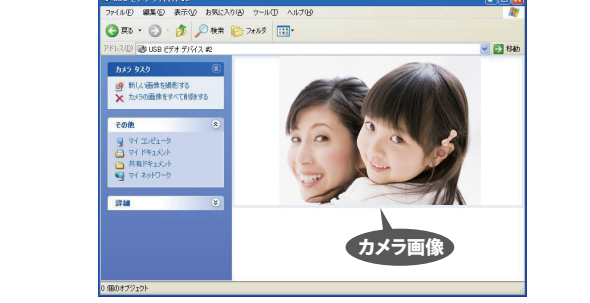 ファイル(F) 編集(E) 表示(V) お気に入り(A) ツール(T) ヘルプ(H)
戻る 検索 フォルダ
アドレス(D) USB ビデオ デバイス #2 移動
カメラ タスク
新しい画像を撮影する
カメラの画像をすべて削除する
その他
マイ コンピュータ
マイ ドキュメント
共有ドキュメント
マイ ネットワーク
詳細
カメラ画像
0 個のオブジェクト